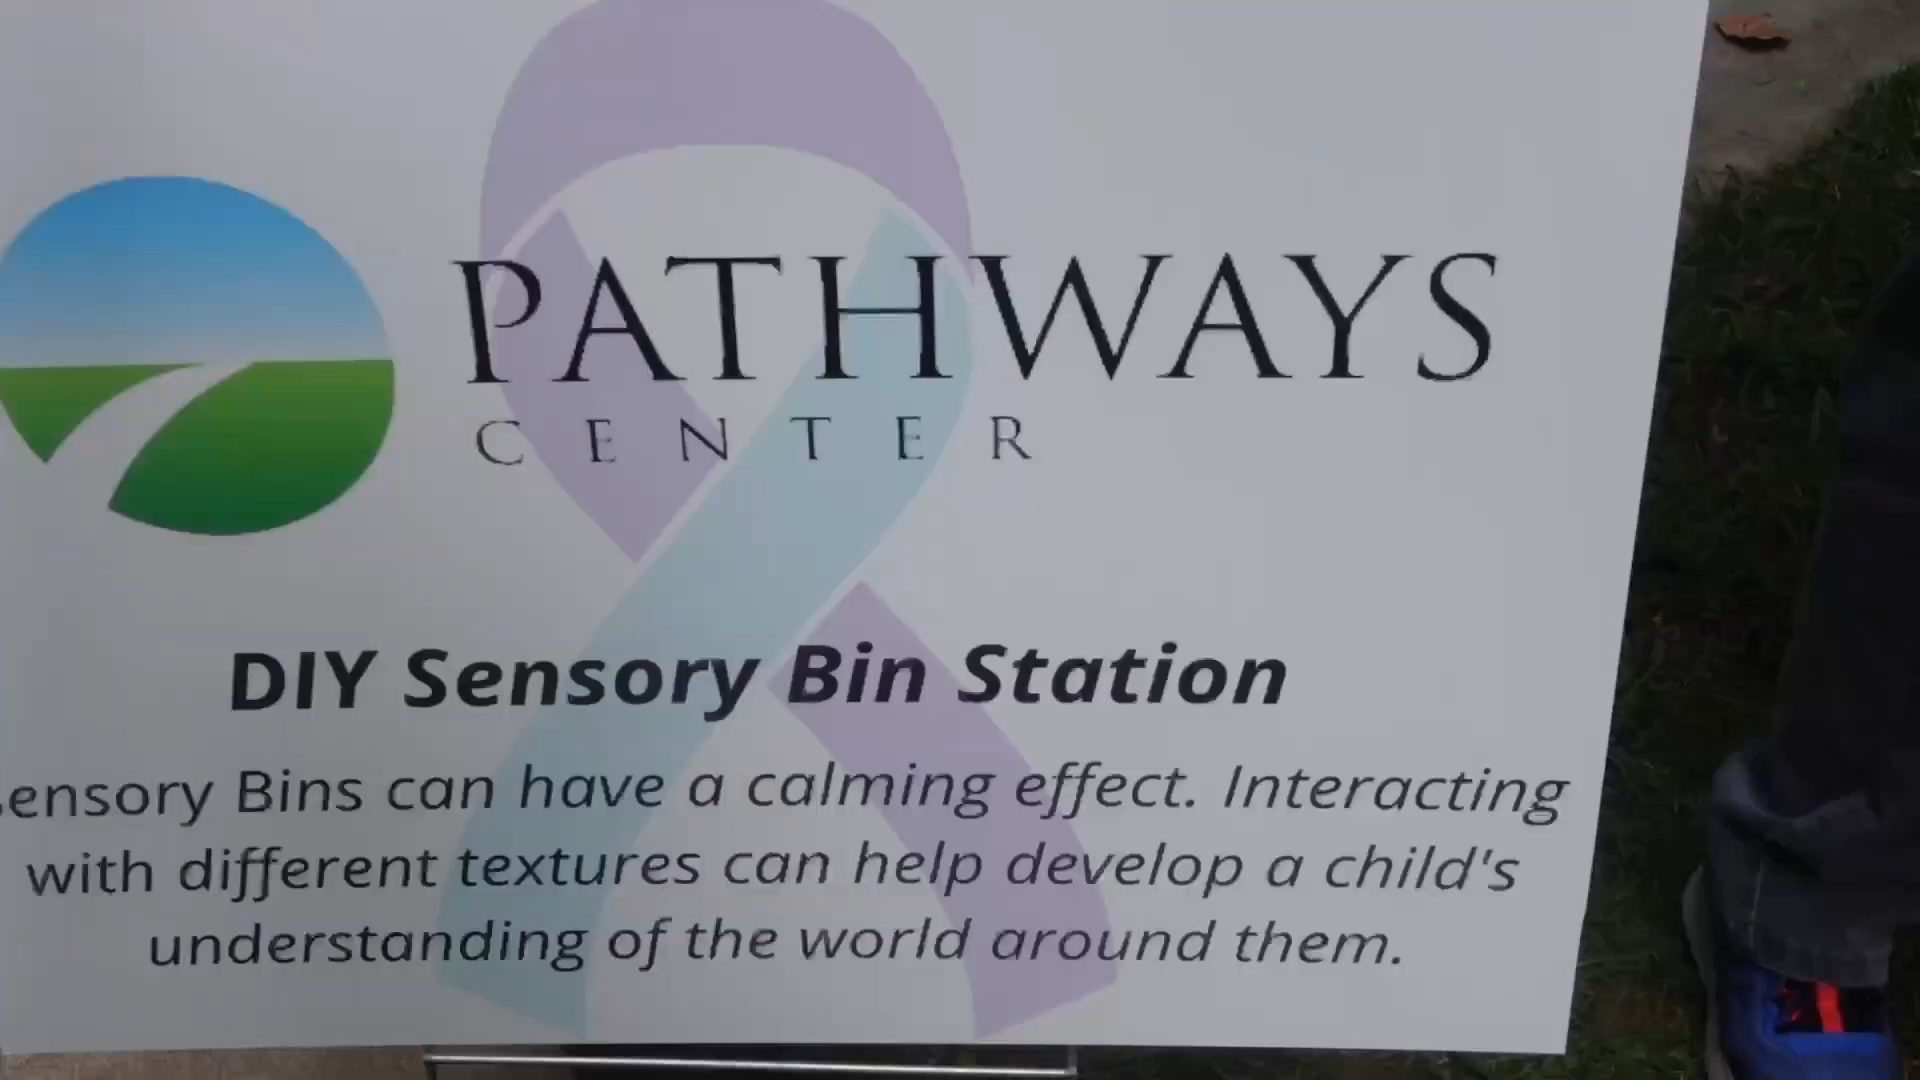 PATHWAYS
CENTER
DIY Sensory Bin Station
ensory Bins can have a calming effect. Interacting
with different textures can help develop a child's
understanding of the world around them.